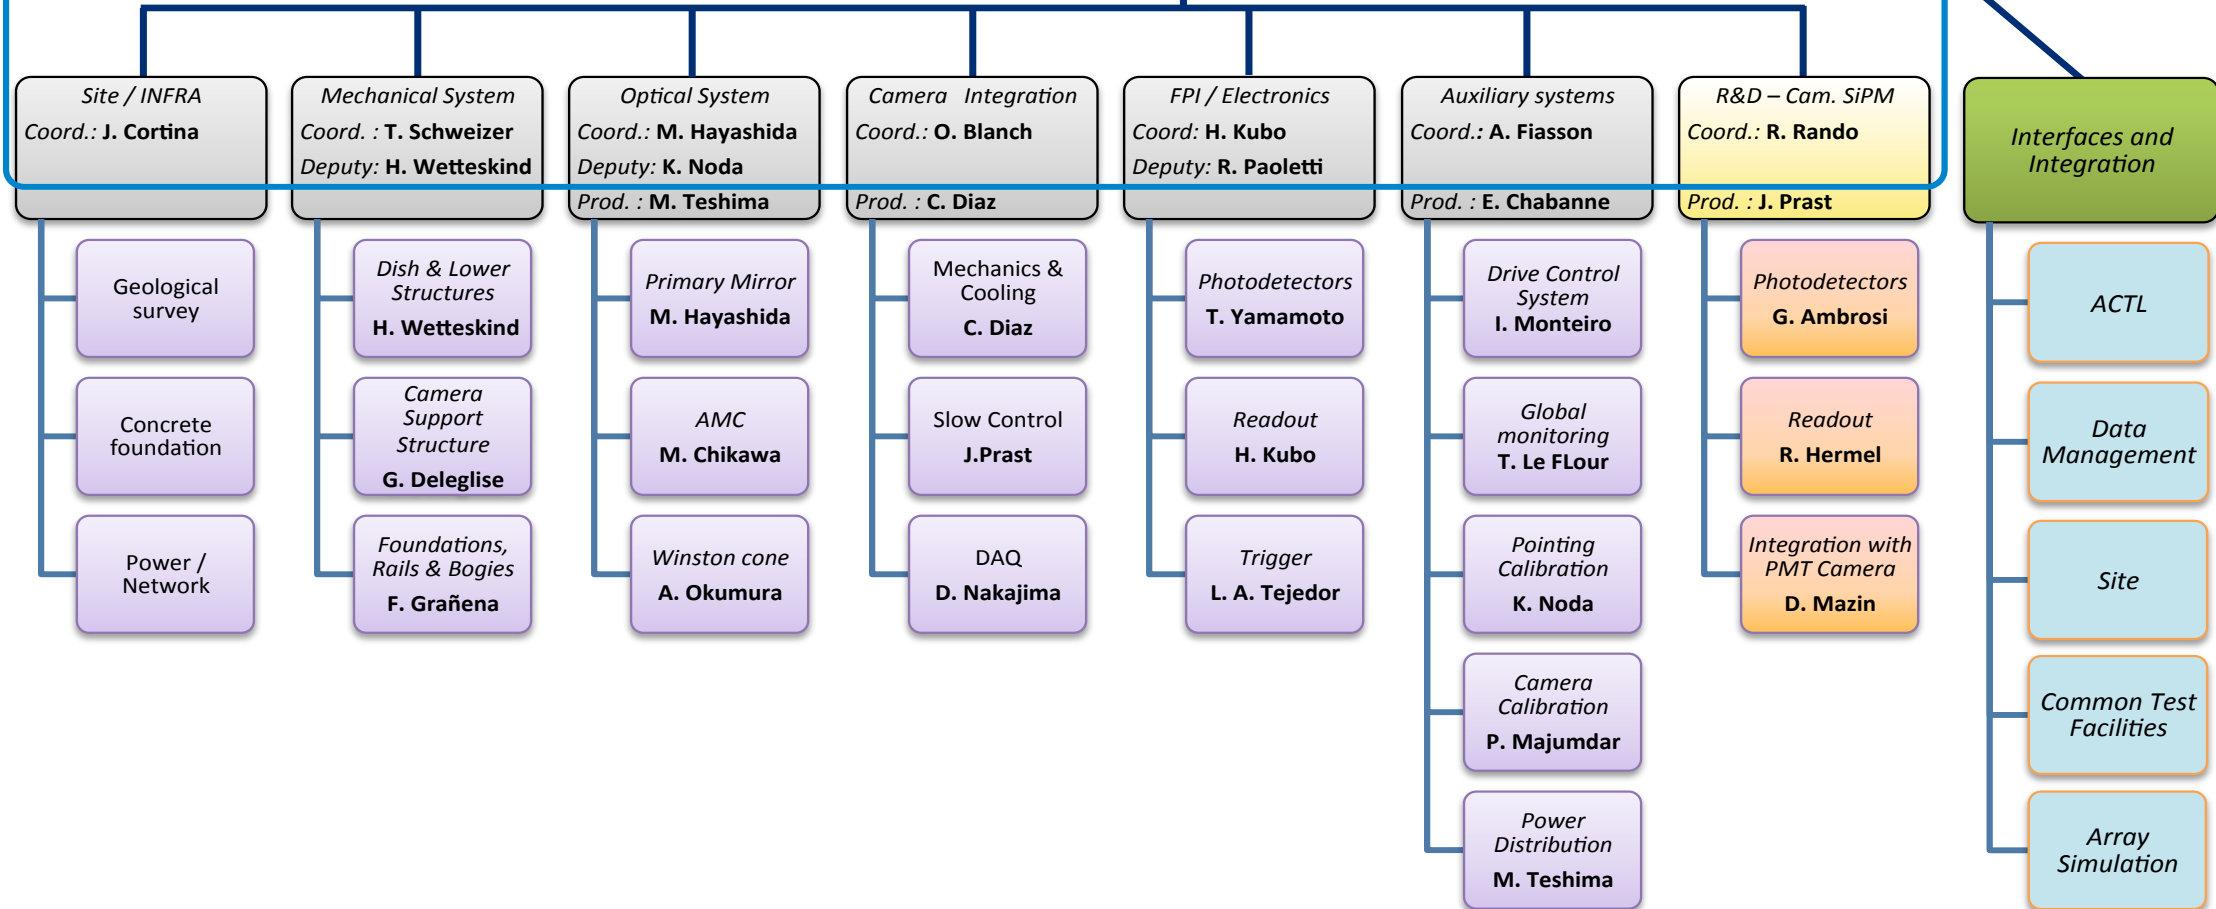 Site / INFRA
Coord.: J. Cortina
Geological
survey
Concrete
foundation
Power /
Network
Mechanical System
Coord. : T. Schweizer
Deputy: H. Wetteskind
Dish & Lower
Structures
H. Wetteskind
Camera
Support
Structure
G. Deleglise
Foundations,
Rails & Bogies
F. Grañena
Optical System
Coord.: M. Hayashida
Deputy: K. Noda
Prod. : M. Teshima
Primary Mirror
M. Hayashida
AMC
M. Chikawa
Winston cone
A. Okumura
Camera Integration
Coord.: O. Blanch
Prod. : C. Diaz
Mechanics &
Cooling
C. Diaz
Slow Control
J.Prast
DAQ
D. Nakajima
FPI / Electronics
Coord: H. Kubo
Deputy: R. Paoletti
Photodetectors
T. Yamamoto
Readout
H. Kubo
Trigger
L. A. Tejedor
Auxiliary systems
Coord.: A. Fiasson
Prod. : E. Chabanne
Drive Control
System
I. Monteiro
Global
monitoring
T. Le FLour
Pointing
Calibration
K. Noda
Camera
Calibration
P. Majumdar
Power
Distribution
M. Teshima
R&D – Cam. SiPM
Coord.: R. Rando
Prod. : J. Prast
Photodetectors
G. Ambrosi
Readout
R. Hermel
Integration with
PMT Camera
D. Mazin
Interfaces and
Integration
ACTL
Data
Management
Site
Common Test
Facilities
Array
Simulation